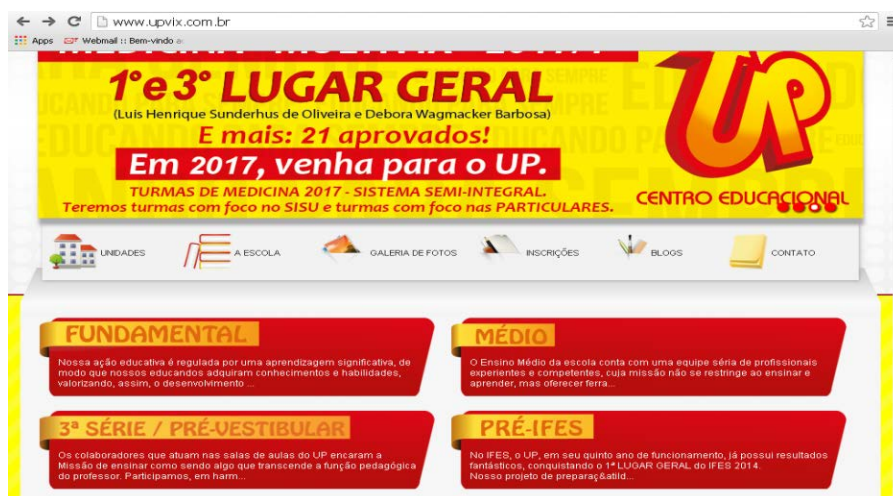 www.upvix.com.br
Apps Webmail :: Bem-vindo a
1º e 3º LUGAR GERAL
(Luis Henrique Sunderhus de Oliveira e Debora Wagmacker Barbosa)
E mais: 21 aprovados!
Em 2017, venha para o UP.
TURMAS DE MEDICINA 2017 - SISTEMA SEMI-INTEGRAL.
Teremos turmas com foco no SISU e turmas com foco nas PARTICULARES.
UP
CENTRO EDUCACIONAL
UNIDADES
A ESCOLA
GALERIA DE FOTOS
INSCRIÇÕES
BLOGS
CONTATO
FUNDAMENTAL
Nossa ação educativa é regulada por uma aprendizagem significativa, de
modo que nossos educandos adquiram conhecimentos e habilidades,
valorizando, assim, o desenvolvimento ...
MÉDIO
O Ensino Médio da escola conta com uma equipe séria de profissionais
experientes e competentes, cuja missão não se restringe ao ensinar e
aprender, mas oferecer ferra...
3ª SÉRIE / PRÉ-VESTIBULAR
Os colaboradores que atuam nas salas de aulas do UP encaram a
Missão de ensinar como sendo algo que transcende a função pedagógica
do professor. Participamos, em harm...
PRÉ-IFES
No IFES, o UP, em seu quinto ano de funcionamento, já possui resultados
fantásticos, conquistando o 1º LUGAR GERAL do IFES 2014.
Nosso projeto de preparaç&atild...